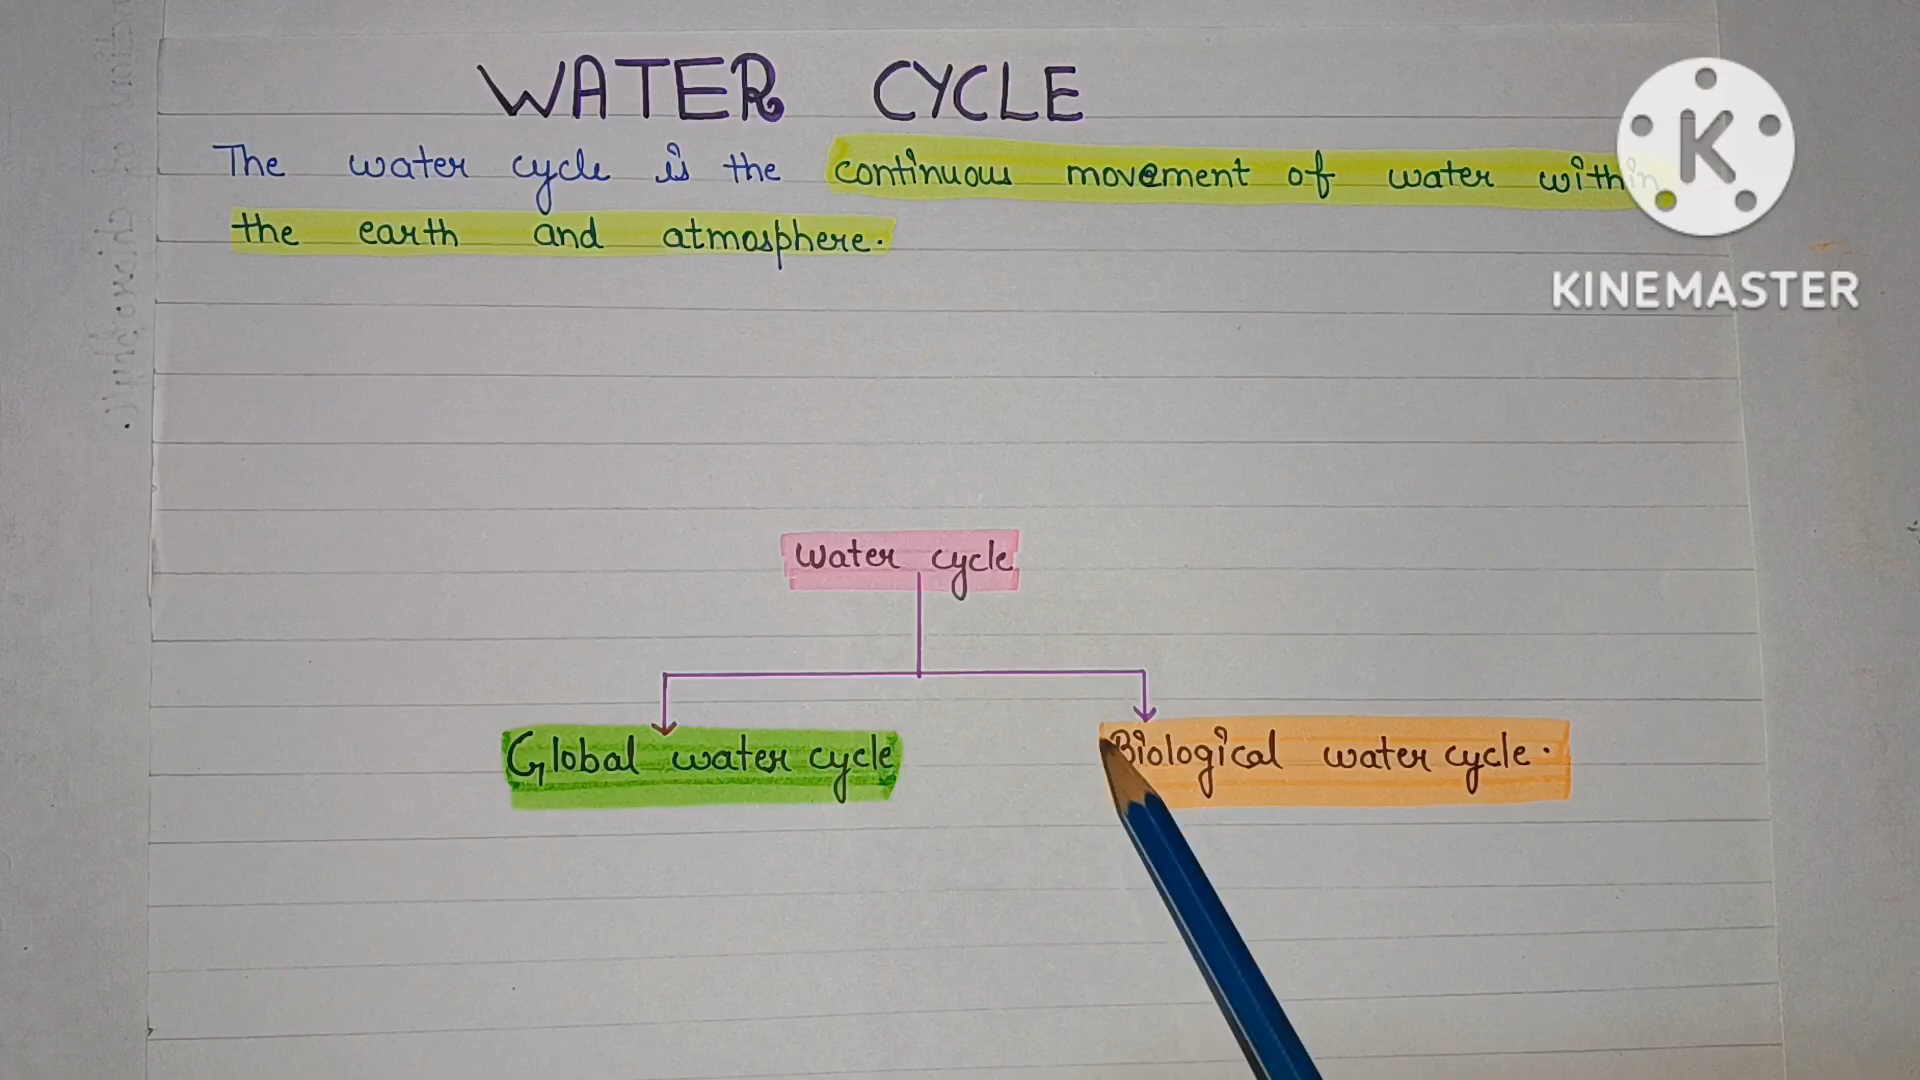 WATER CYCLE
The water cycle is the continuous movement of water within
the earth and atmosphere.
K
KINEMASTER
water cycle
Global water cycle
Biological water cycle.